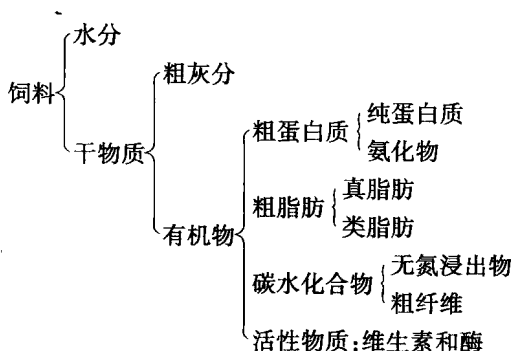 水分
粗灰分
饲料
纯蛋白质
粗蛋白质
氨化物
干物质
真脂肪
粗脂肪
类脂肪
有机物
无氮浸出物
碳水化合物
粗纤维
活性物质:维生素和酶